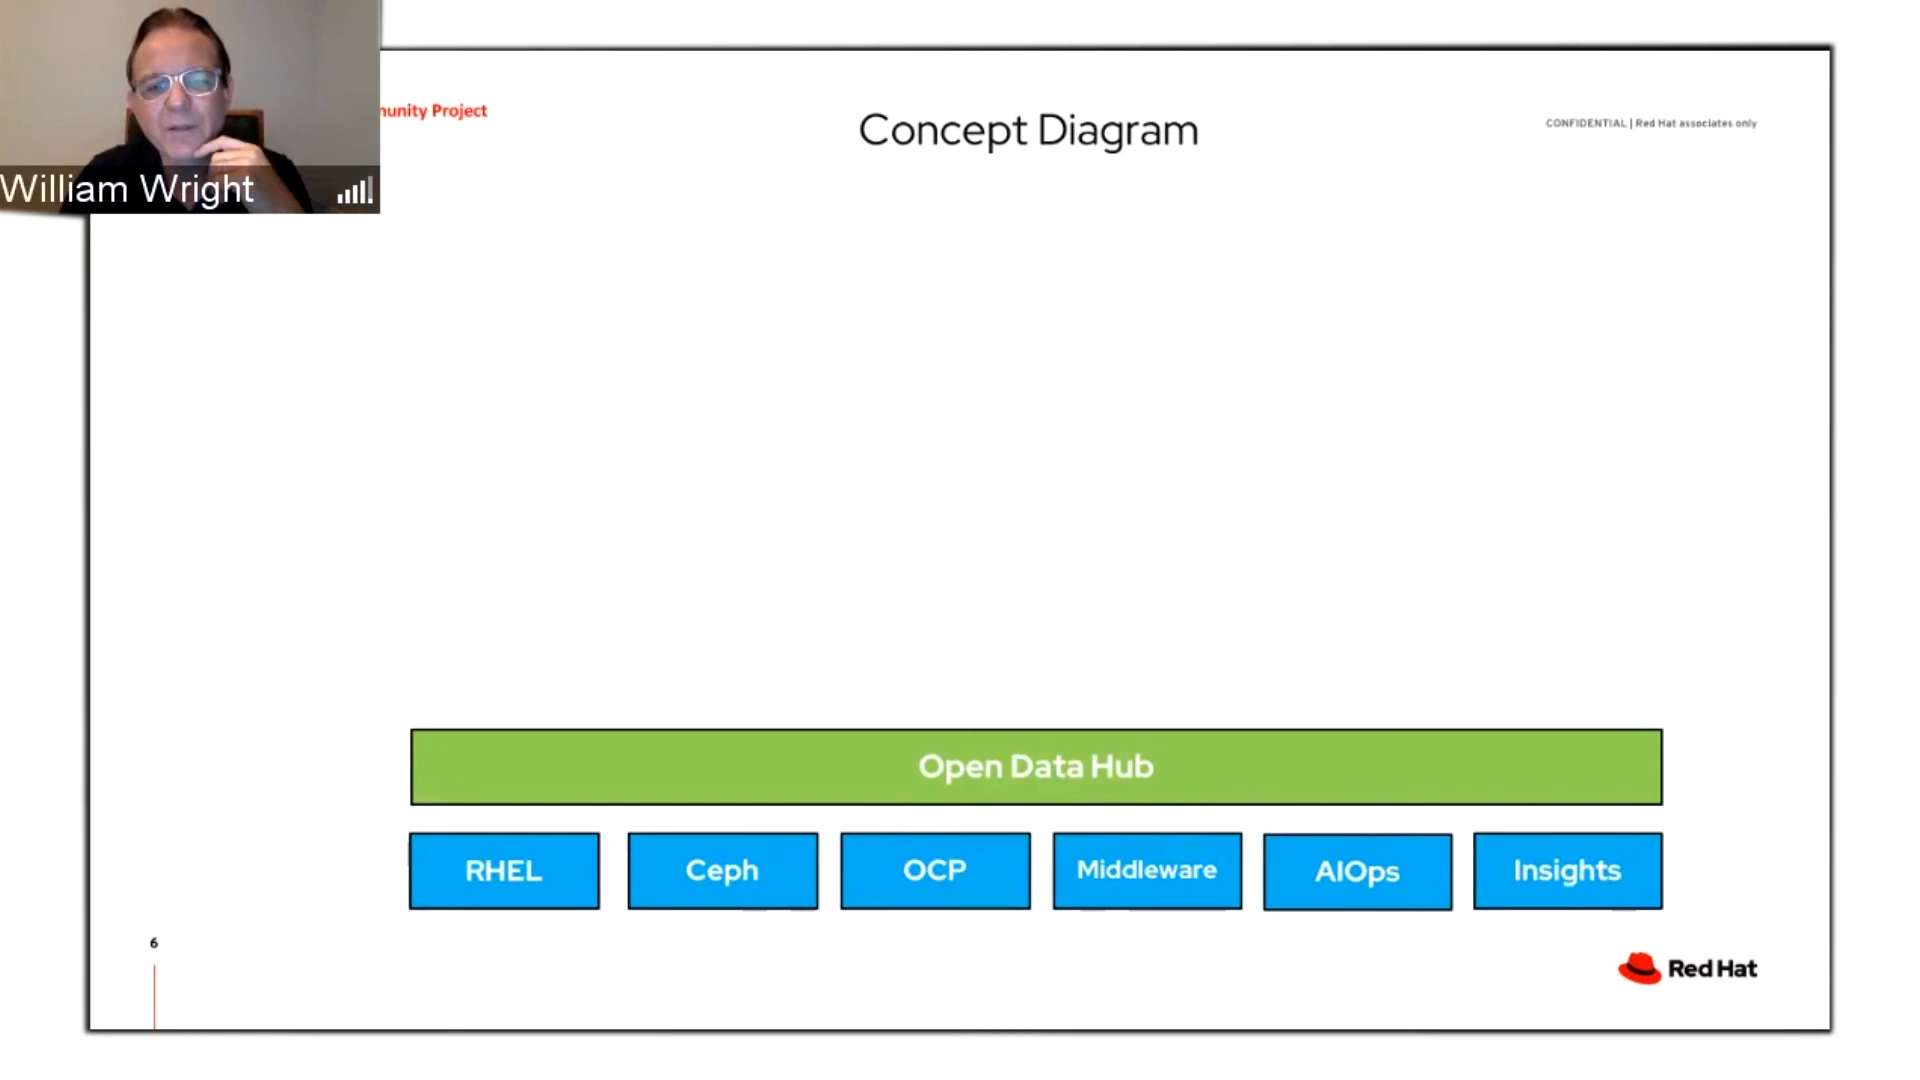 William Wright
Project
Concept Diagram
CONFIDENTIAL | Red Hat associates only
Open Data Hub
RHEL
Ceph
OCP
Middleware
AIOps
Insights
6
Red Hat